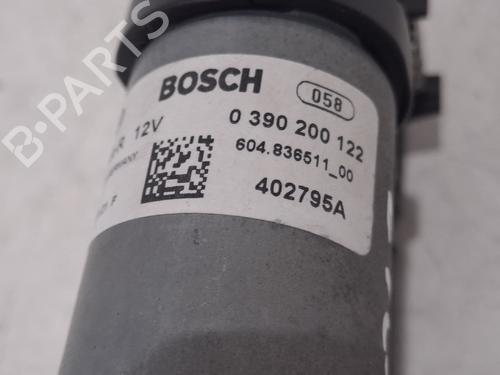 BOSCH
058
R 12V
0 390 200 122
604.836511_00
402795A
F
B-PARTS